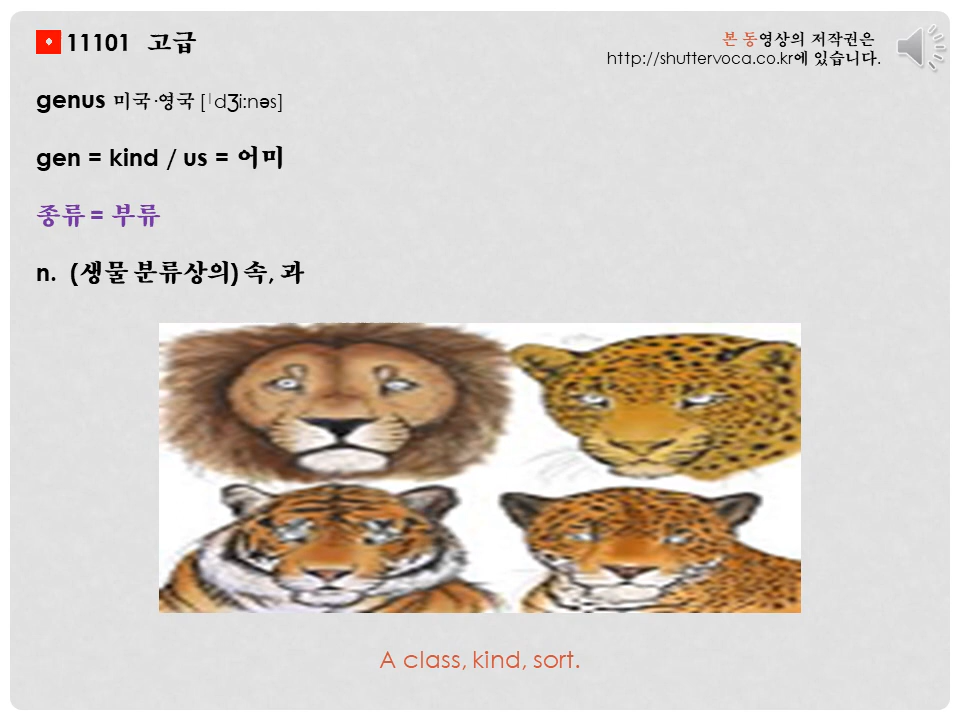 11101 고급
본 동영상의 저작권은
http://shuttervoca.co.kr에 있습니다.
genus 미국·영국 [ˈdʒi:nəs]
gen = kind / us = 어미
종류 = 부류
n. (생물 분류상의) 속, 과
A class, kind, sort.